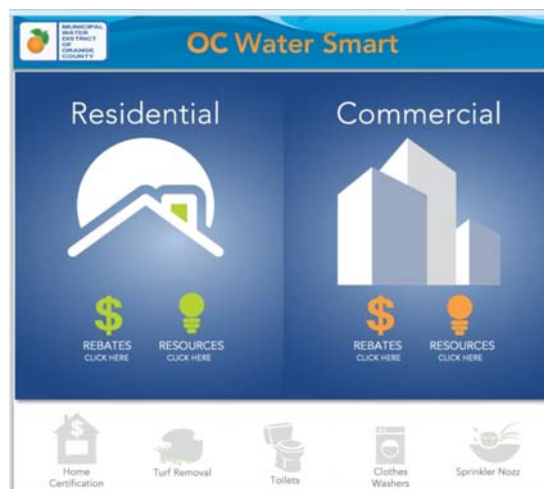 MUNICIPAL
WATER
DISTRICT
OF
ORANGE
COUNTY
OC Water Smart
Residential
Commercial
$
REBATES
CLICK HERE
RESOURCES
CLICK HERE
$
REBATES
CLICK HERE
RESOURCES
CLICK HERE
$
Home
Certification
Turf Removal
Toilets
Clothes
Washers
Sprinkler Nozz